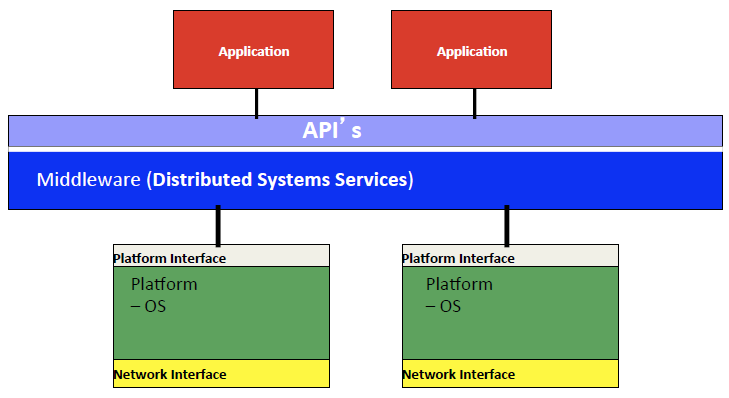 Application
Application
API’s
Middleware (Distributed Systems Services)
Platform Interface
Platform Interface
Platform
– OS
Platform
– OS
Network Interface
Network Interface